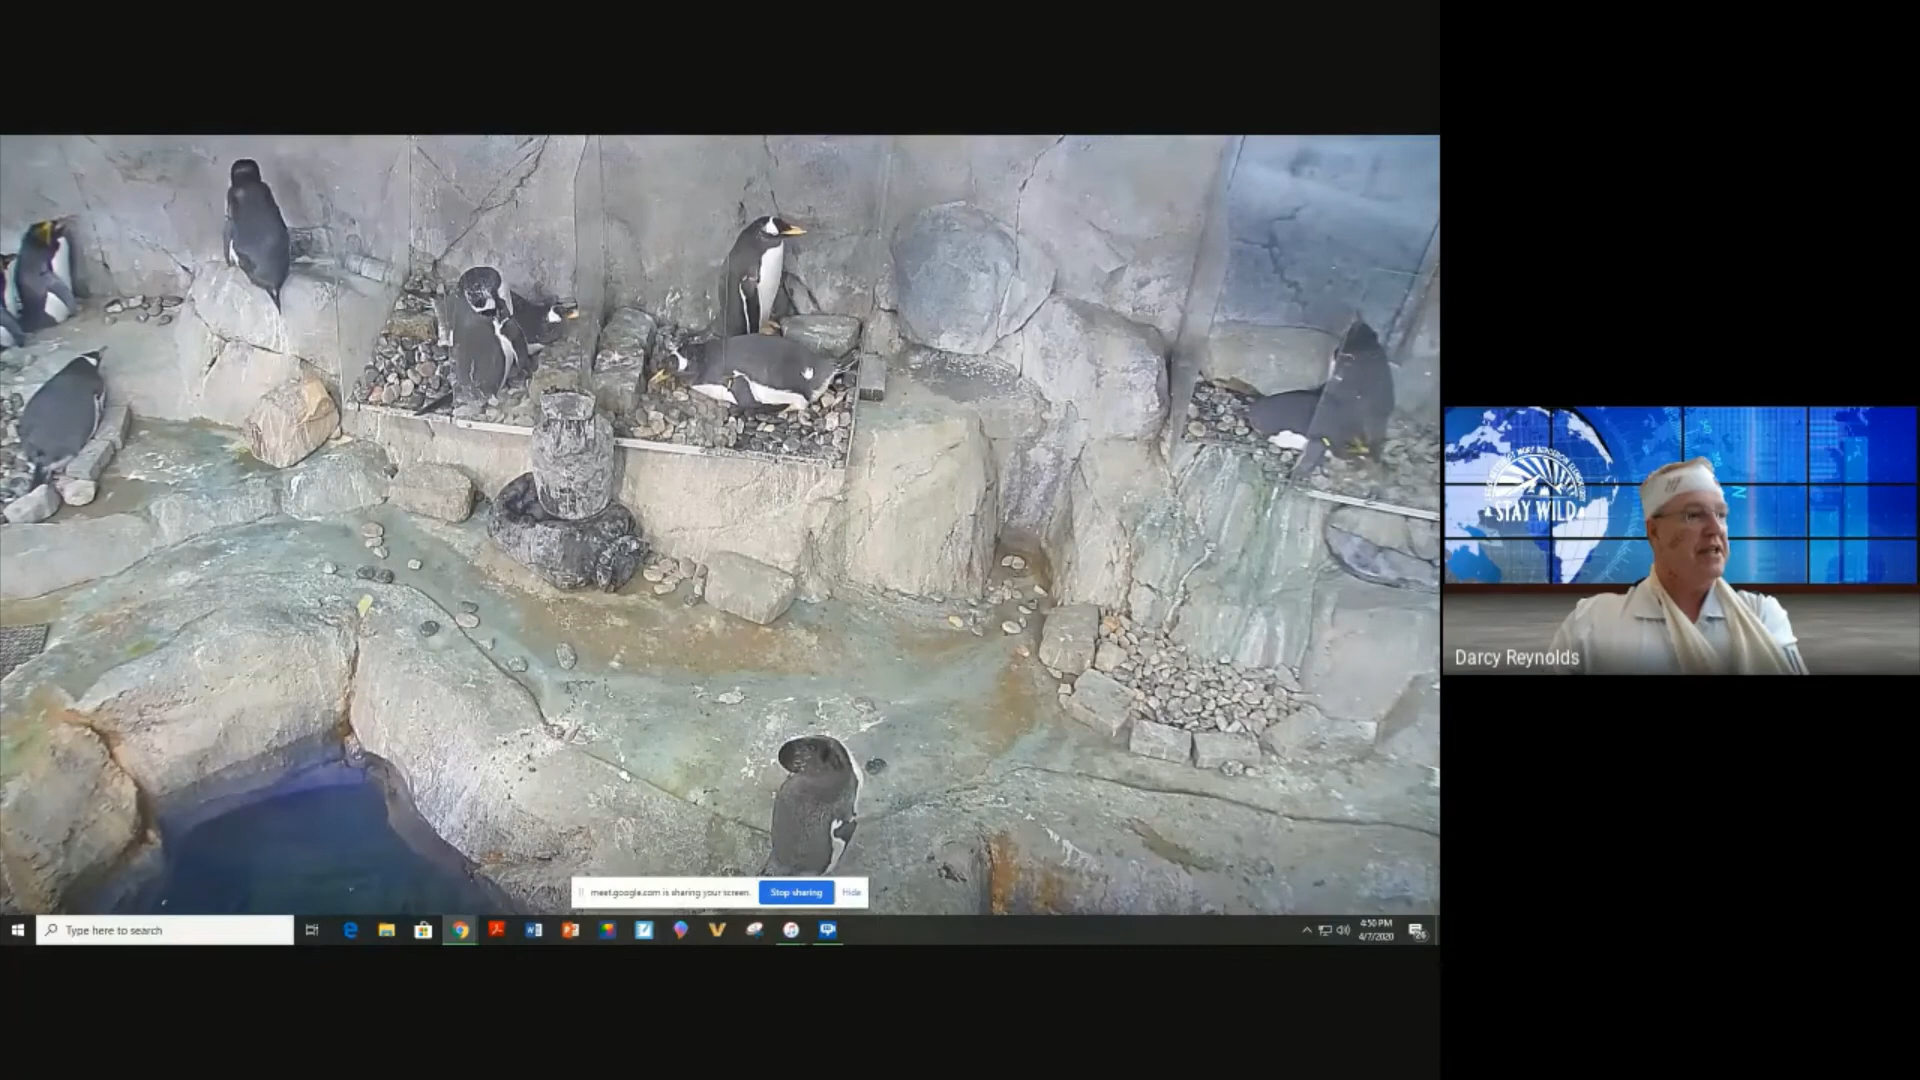 STAY WILD
Darcy Reynolds
meet.google.com is sharing your screen.
Stop sharing
Hide
Type here to search
4:50 PM
4/7/2020